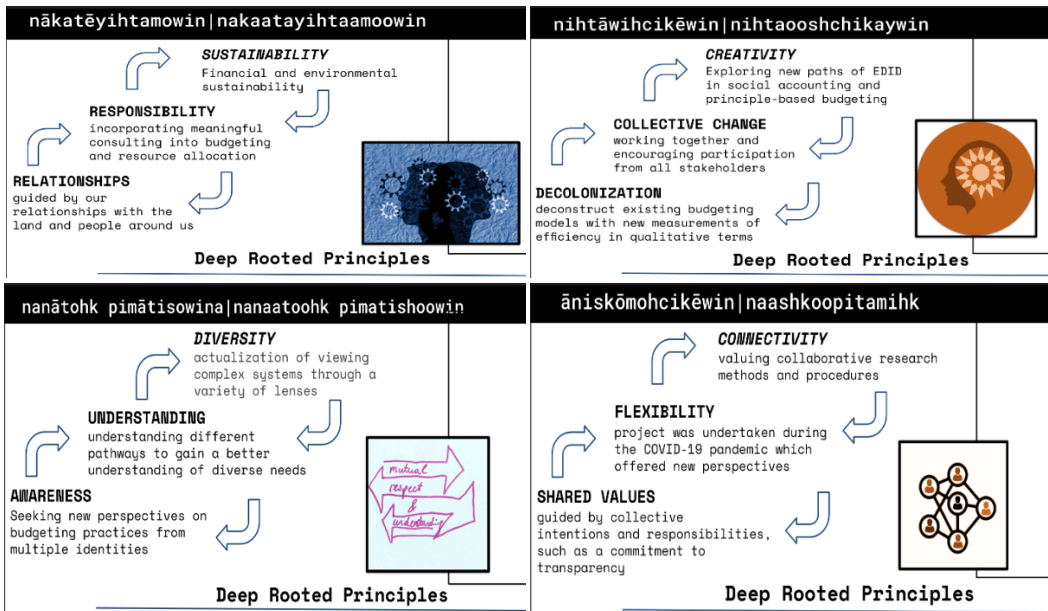 nākatēyihtamowin|nakaatayihtaamoowin
SUSTAINABILITY
Financial and environmental
sustainability
RESPONSIBILITY
incorporating meaningful
consulting into budgeting
and resource allocation
RELATIONSHIPS
guided by our
relationships with the
land and people around us
Deep Rooted Principles
nihtāwihcikēwin|nihtaooshchikaywin
CREATIVITY
Exploring new paths of EDID
in social accounting and
principle-based budgeting
COLLECTIVE CHANGE
working together and
encouraging participation
from all stakeholders
DECOLONIZATION
deconstruct existing budgeting
models with new measurements of
efficiency in qualitative terms
Deep Rooted Principles
nanātohk pimātisowina|nanaatoohk pimatishoowin
DIVERSITY
actualization of viewing
complex systems through a
variety of lenses
UNDERSTANDING
understanding different
pathways to gain a better
understanding of diverse needs
AWARENESS
Seeking new perspectives on
budgeting practices from
multiple identities
mutual
respect
&
understanding
Deep Rooted Principles
āniskōmohcikēwin|naashkoopitamihk
CONNECTIVITY
valuing collaborative research
methods and procedures
FLEXIBILITY
project was undertaken during
the COVID-19 pandemic which
offered new perspectives
SHARED VALUES
guided by collective
intentions and responsibilities,
such as a commitment to
transparency
Deep Rooted Principles